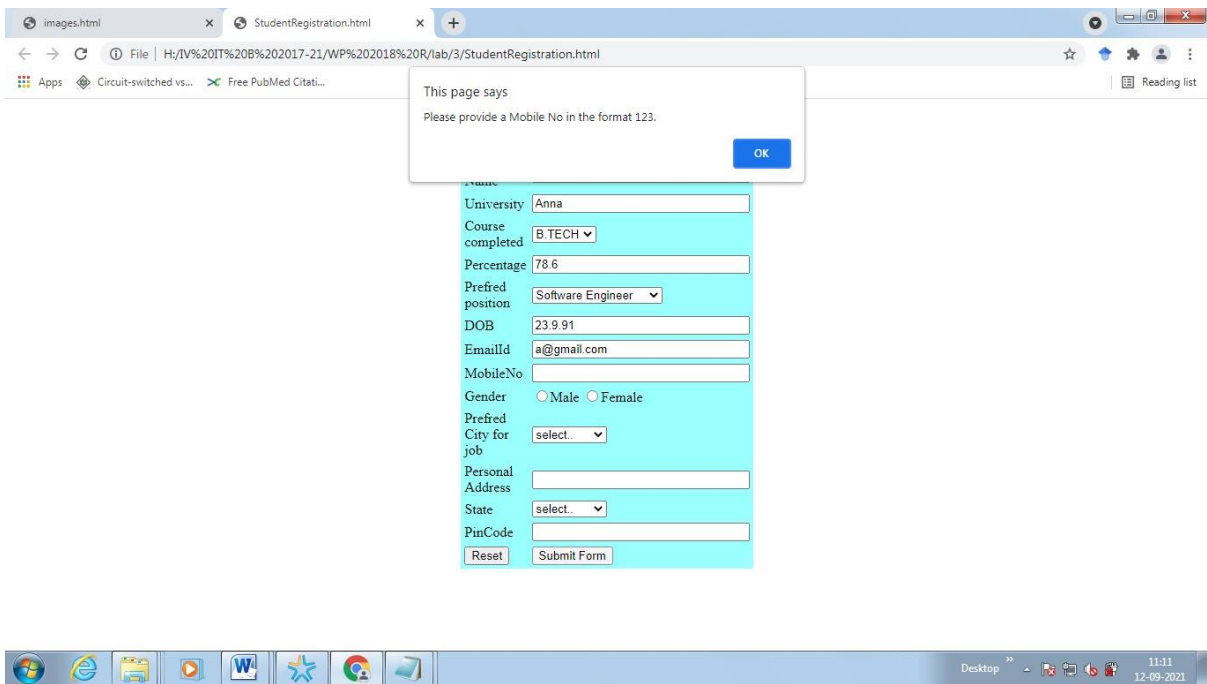 images.html
StudentRegistration.html
File | H:/IV%20IT%20B%202017-21/WP%202018%20R/lab/3/StudentRegistration.html
Apps Circuit-switched vs... Free PubMed Citati... Reading list
This page says
Please provide a Mobile No in the format 123.
OK
Name
University Anna
Course
completed B.TECH
Percentage 78.6
Prefred
position Software Engineer
DOB 23.9.91
EmailId a@gmail.com
MobileNo
Gender Male Female
Prefred
City for
job select..
Personal
Address
State select..
PinCode
Reset Submit Form
Desktop 11:11
12-09-2021